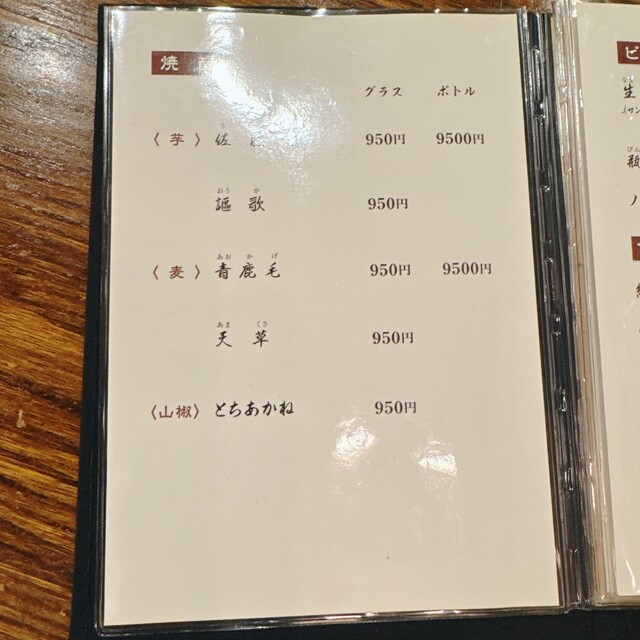 焼
グラス ボトル
〈芋〉 佐 950円 9500円
おうか
謳歌 950円
あおかげ
〈麦〉 青鹿毛 950円 9500円
あまくさ
天草 950円
〈山椒〉 とちあかね 950円
ビ
生
瓶